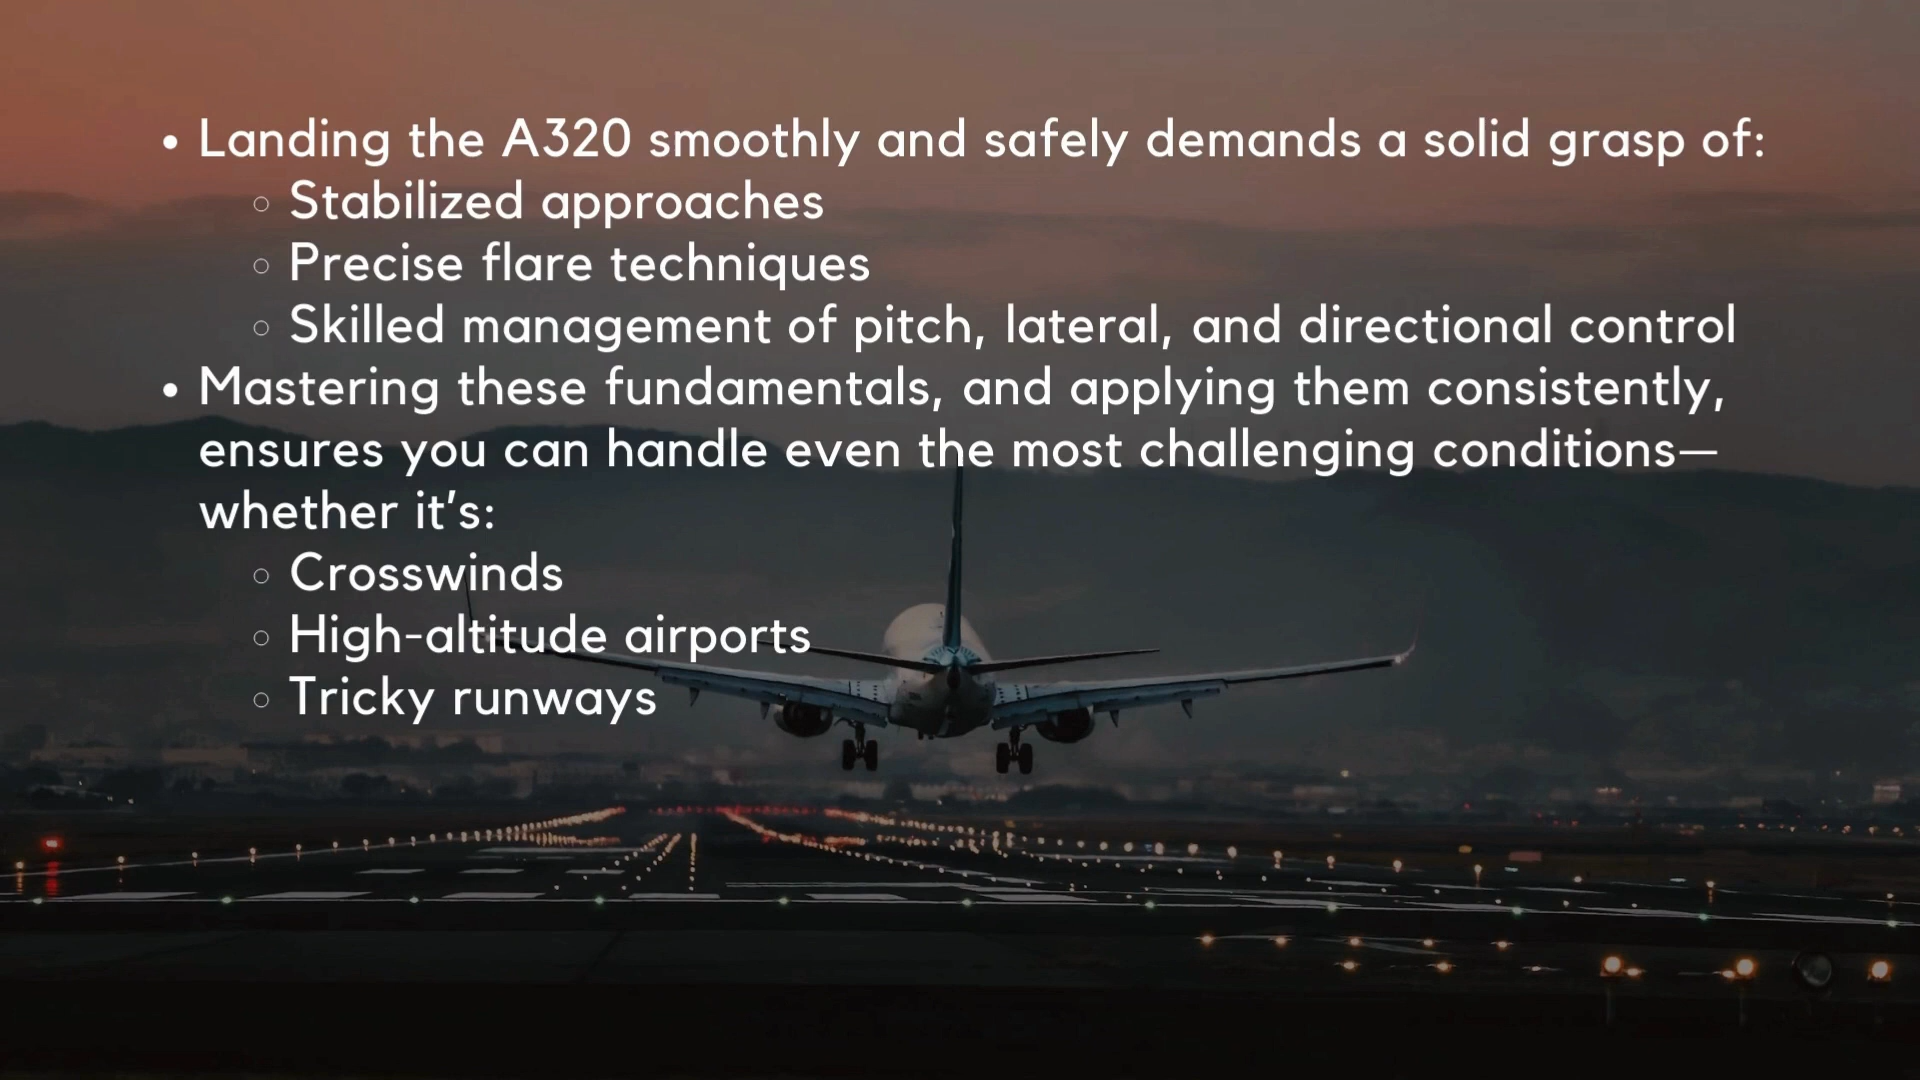 • Landing the A320 smoothly and safely demands a solid grasp of:
◦ Stabilized approaches
◦ Precise flare techniques
◦ Skilled management of pitch, lateral, and directional control
• Mastering these fundamentals, and applying them consistently,
ensures you can handle even the most challenging conditions—
whether it's:
◦ Crosswinds
◦ High-altitude airports
◦ Tricky runways